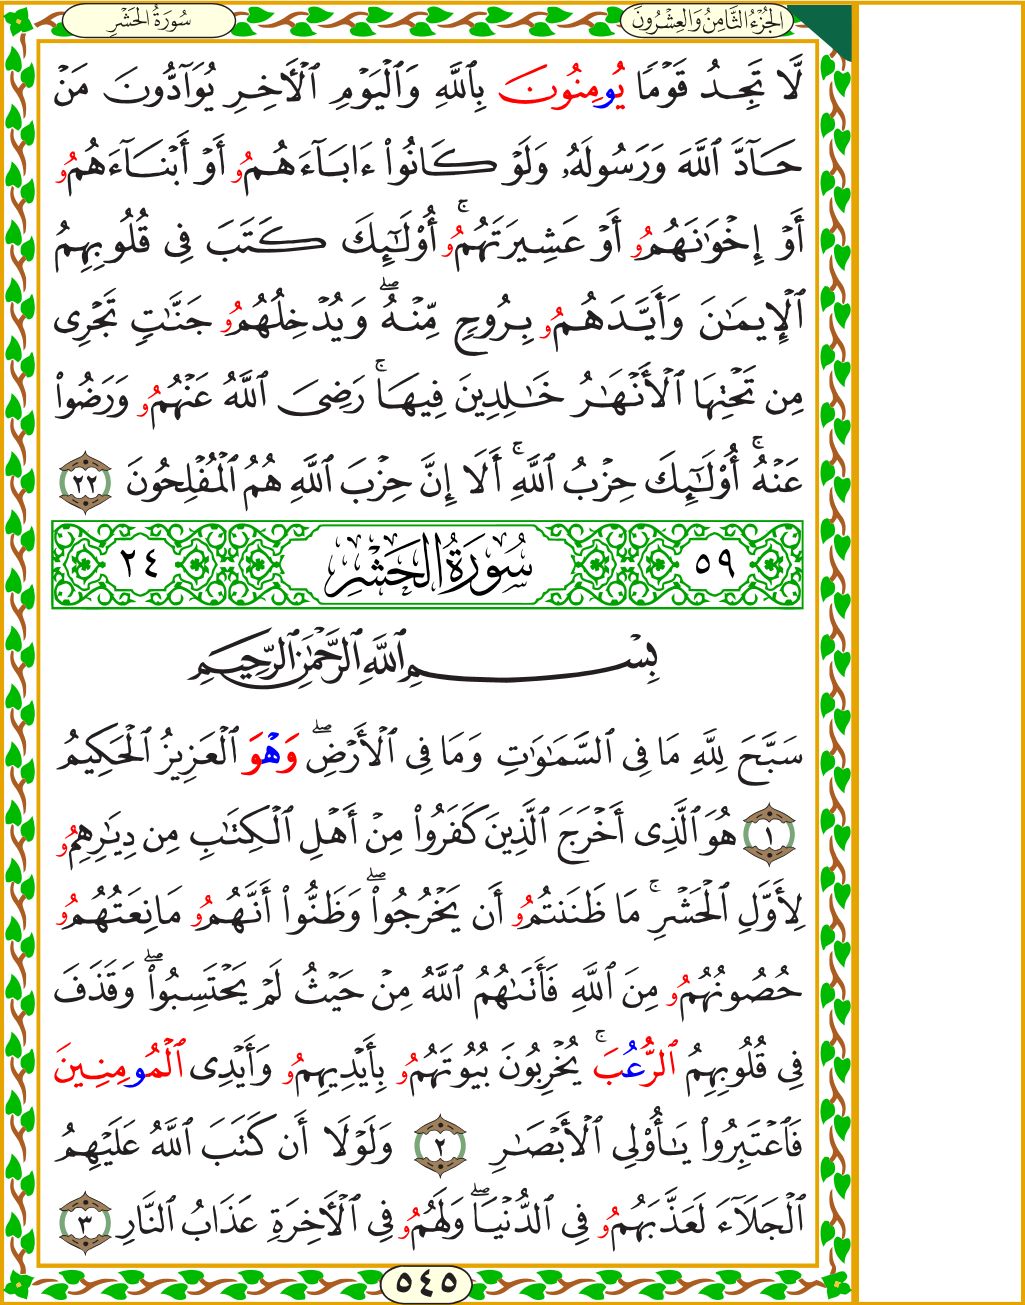 الجُزْءُ الثَّامِنُ وَالعِشْرُونَ
سُورَةُ الحَشْرِ
لَّا تَجِدُ قَوْمًا يُومِنُونَ بِٱللَّهِ وَٱلْيَوْمِ ٱلْأَخِرِ يُوَآدُّونَ مَنْ
حَآدَّ ٱللَّهَ وَرَسُولَهُۥ وَلَوْ كَانُوا۟ ءَابَآءَهُمُۥ أَوْ أَبْنَآءَهُمُۥ
أَوْ إِخْوَٰنَهُمُۥ أَوْ عَشِيرَتَهُمُۥۚ أُو۟لَٰٓئِكَ كَتَبَ فِى قُلُوبِهِمُ
ٱلْإِيمَٰنَ وَأَيَّدَهُمُۥ بِرُوحٍ مِّنْهُۖ وَيُدْخِلُهُمُۥ جَنَّٰتٍ تَجْرِى
مِن تَحْتِهَا ٱلْأَنْهَٰرُ خَٰلِدِينَ فِيهَاۚ رَضِىَ ٱللَّهُ عَنْهُمُۥ وَرَضُوا۟
عَنْهُۚ أُو۟لَٰٓئِكَ حِزْبُ ٱللَّهِۚ أَلَا إِنَّ حِزْبَ ٱللَّهِ هُمُ ٱلْمُفْلِحُونَ ٢٢
٥٩ سُورَةُ الحَشْرِ ٢٤
بِسْمِ ٱللَّهِ ٱلرَّحْمَٰنِ ٱلرَّحِيمِ
سَبَّحَ لِلَّهِ مَا فِى ٱلسَّمَٰوَٰتِ وَمَا فِى ٱلْأَرْضِۖ وَهْوَ ٱلْعَزِيزُ ٱلْحَكِيمُ
١ هُوَ ٱلَّذِى أَخْرَجَ ٱلَّذِينَ كَفَرُوا۟ مِنْ أَهْلِ ٱلْكِتَٰبِ مِن دِيَٰرِهِمُۥ
لِأَوَّلِ ٱلْحَشْرِۚ مَا ظَنَنتُمُۥ أَن يَخْرُجُوا۟ۖ وَظَنُّوا۟ أَنَّهُمُۥ مَانِعَتُهُمُۥ
حُصُونُهُمُۥ مِنَ ٱللَّهِ فَأَتَىٰهُمُ ٱللَّهُ مِنْ حَيْثُ لَمْ يَحْتَسِبُوا۟ۖ وَقَذَفَ
فِى قُلُوبِهِمُ ٱلرُّعُبَۚ يُخْرِبُونَ بُيُوتَهُمُۥ بِأَيْدِيهِمُۥ وَأَيْدِى ٱلْمُومِنِينَ
فَٱعْتَبِرُوا۟ يَٰٓأُو۟لِى ٱلْأَبْصَٰرِ ٢ وَلَوْلَا أَن كَتَبَ ٱللَّهُ عَلَيْهِمُ
ٱلْجَلَآءَ لَعَذَّبَهُمُۥ فِى ٱلدُّنْيَاۖ وَلَهُمُۥ فِى ٱلْأَخِرَةِ عَذَابُ ٱلنَّارِ ٣
٥٤٥